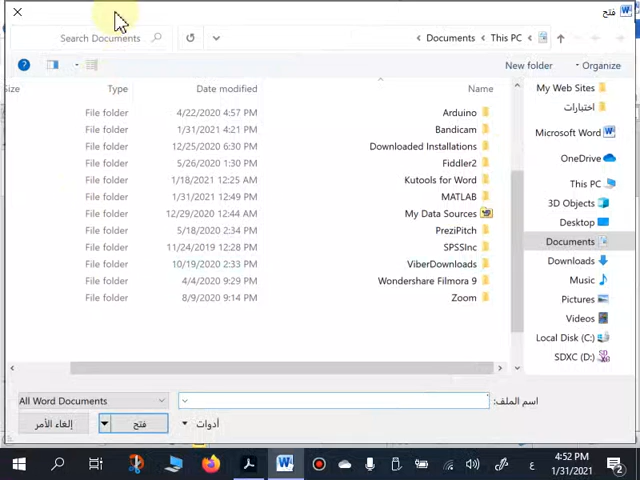 فتح
This PC
Documents
Search Documents
Organize
New folder
Name
Date modified
Type
Size
Arduino 4/22/2020 4:57 PM File folder
Bandicam 1/31/2021 4:21 PM File folder
Downloaded Installations 12/25/2020 6:30 PM File folder
Fiddler2 5/26/2020 1:30 PM File folder
Kutools for Word 1/18/2021 12:25 AM File folder
MATLAB 1/31/2021 12:49 PM File folder
My Data Sources 12/29/2020 12:44 AM File folder
PreziPitch 5/18/2020 2:34 PM File folder
SPSSInc 11/24/2019 12:28 PM File folder
ViberDownloads 10/19/2020 2:33 PM File folder
Wondershare Filmora 9 4/4/2020 9:29 PM File folder
Zoom 8/9/2020 9:14 PM File folder
My Web Sites
اختبارات
Microsoft Word
OneDrive
This PC
3D Objects
Desktop
Documents
Downloads
Music
Pictures
Videos
Local Disk (C:)
SDXC (D:)
اسم الملف:
All Word Documents
أدوات
فتح
إلغاء الأمر
ع
4:52 PM
1/31/2021
2